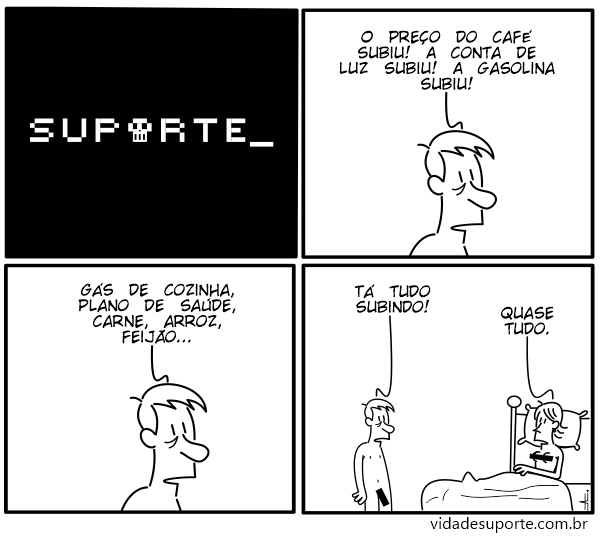 SUPORTE_
O PREÇO DO CAFÉ
SUBIU! A CONTA DE
LUZ SUBIU! A GASOLINA
SUBIU!
GÁS DE COZINHA,
PLANO DE SAÚDE,
CARNE, ARROZ,
FEIJÃO...
TÁ TUDO
SUBINDO!
QUASE
TUDO.
vidadesuporte.com.br